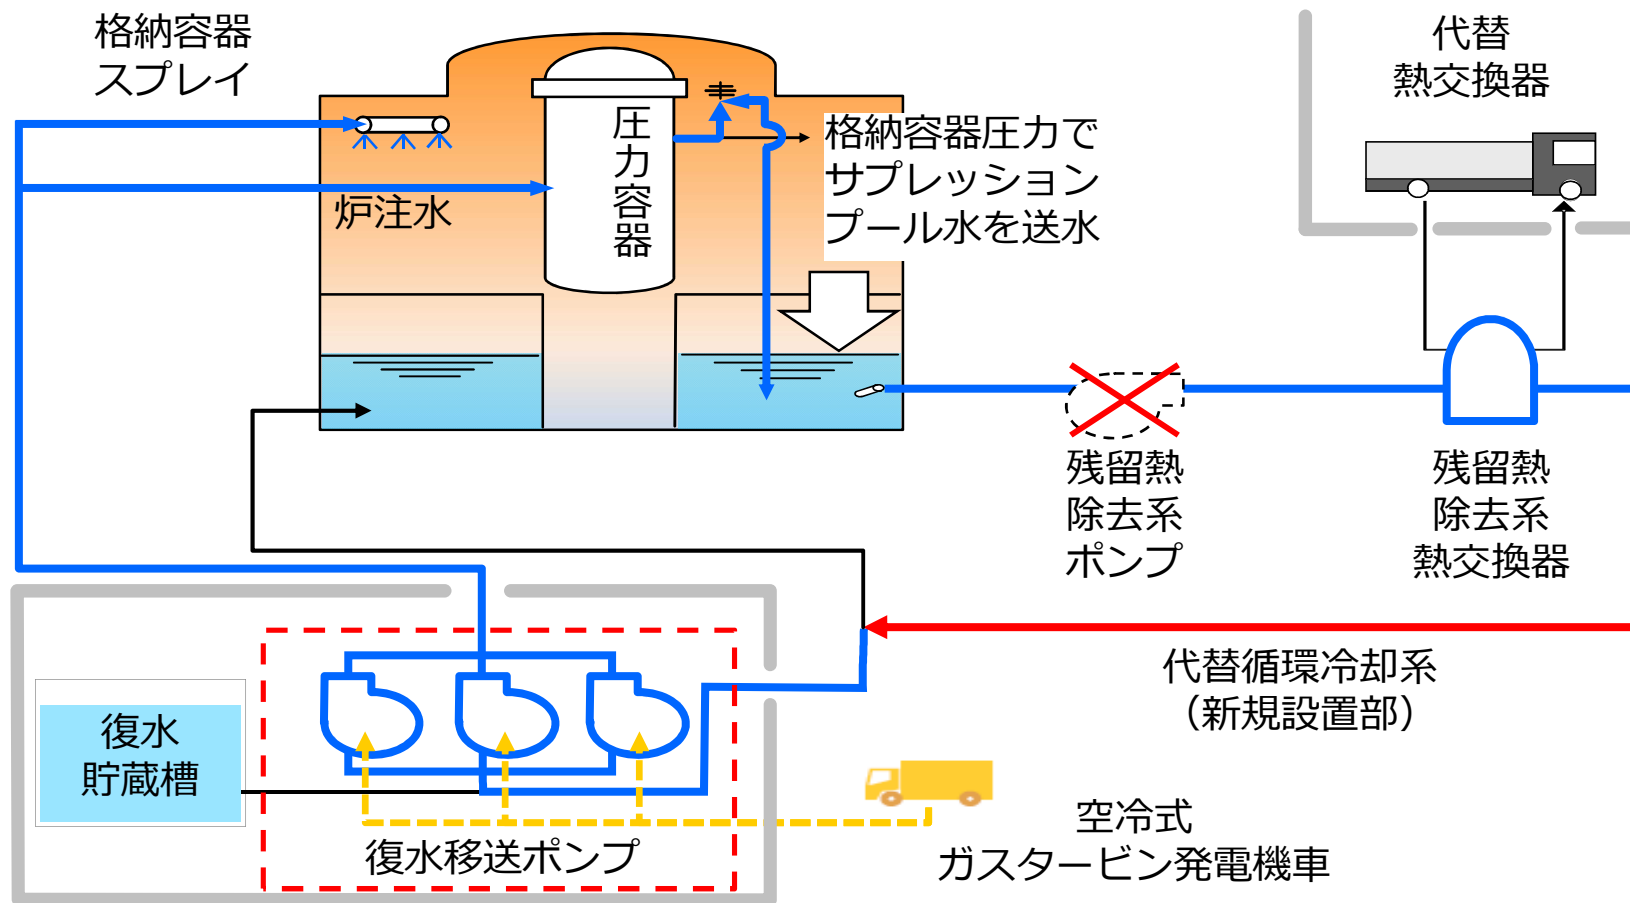 格納容器
スプレイ
代替
熱交換器
圧力容器
格納容器圧力で
サプレッション
プール水を送水
炉注水
残留熱
除去系
ポンプ
残留熱
除去系
熱交換器
代替循環冷却系
（新規設置部）
復水
貯蔵槽
復水移送ポンプ
空冷式
ガスタービン発電機車